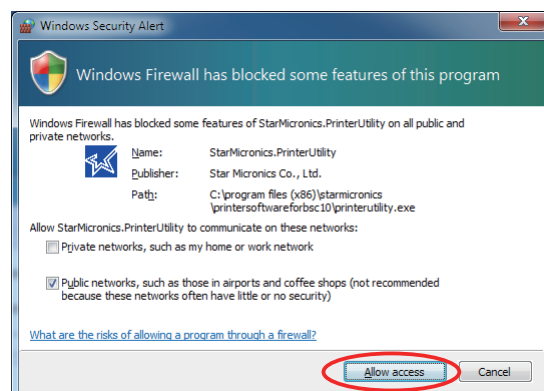 Windows Security Alert
Windows Firewall has blocked some features of this program
Windows Firewall has blocked some features of StarMicronics.PrinterUtility on all public and
private networks.
Name: StarMicronics.PrinterUtility
Publisher: Star Micronics Co., Ltd.
Path: C:\program files (x86)\starmicronics
\printersoftwareforbsc10\printerutility.exe
Allow StarMicronics.PrinterUtility to communicate on these networks:
Private networks, such as my home or work network
Public networks, such as those in airports and coffee shops (not recommended
because these networks often have little or no security)
What are the risks of allowing a program through a firewall?
Allow access Cancel